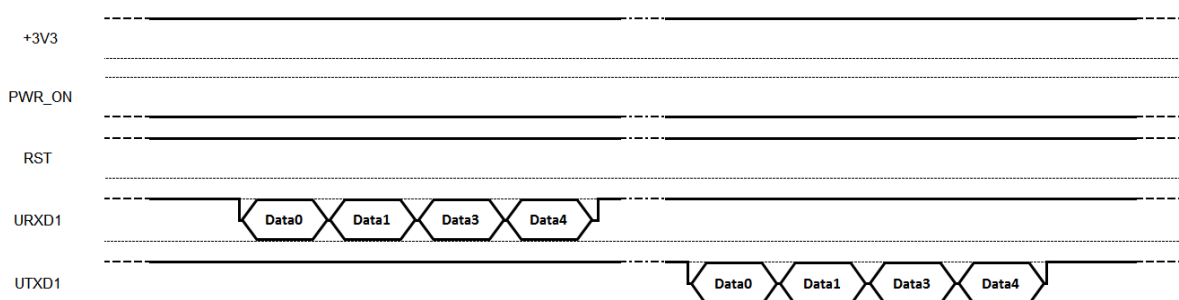 +3V3
PWR_ON
RST
URXD1 Data0 Data1 Data3 Data4
UTXD1 Data0 Data1 Data3 Data4